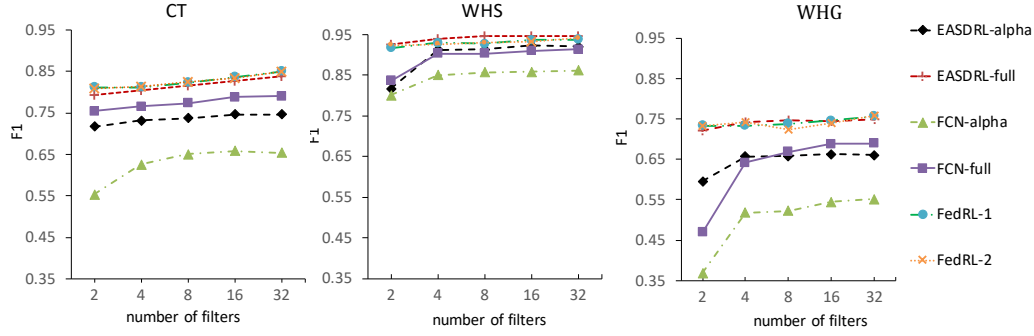 CT
F1
0.95
0.85
0.75
0.65
0.55
0.45
0.35
2 4 8 16 32
number of filters
WHS
F1
0.95
0.85
0.75
0.65
0.55
0.45
0.35
2 4 8 16 32
number of filters
WHG
F1
0.95
0.85
0.75
0.65
0.55
0.45
0.35
2 4 8 16 32
number of filters
EASDRL-alpha
EASDRL-full
FCN-alpha
FCN-full
FedRL-1
FedRL-2